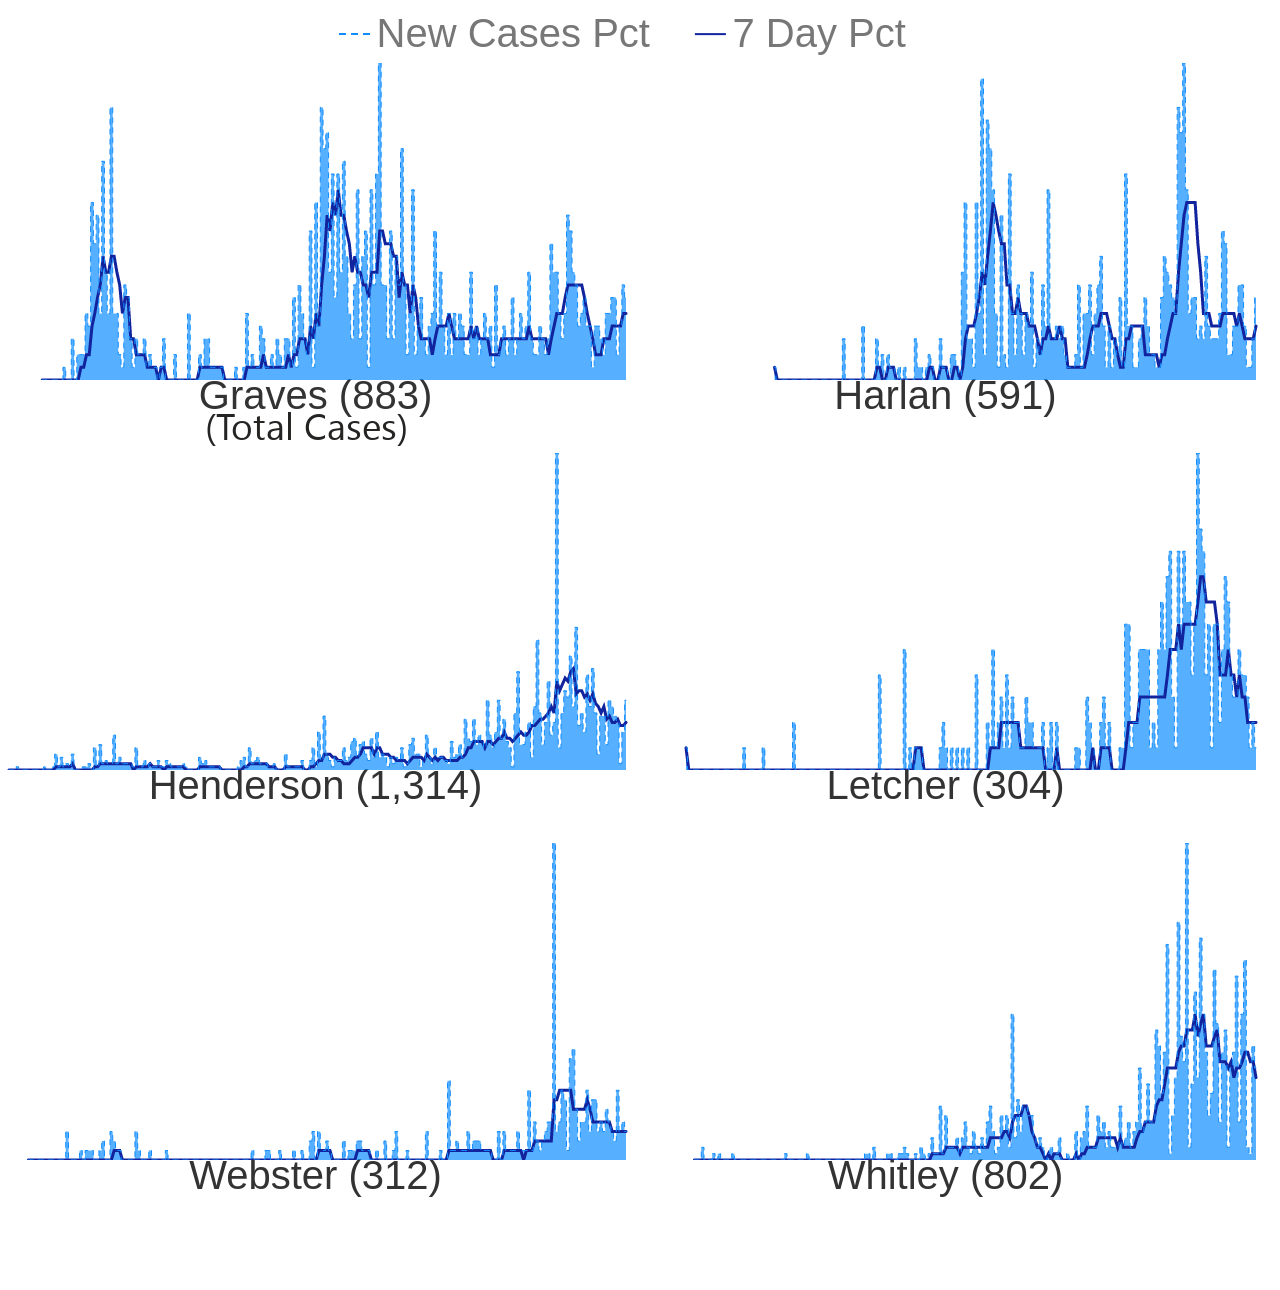 New Cases Pct 7 Day Pct
Graves (883) Harlan (591)
(Total Cases)
Henderson (1,314) Letcher (304)
Webster (312) Whitley (802)